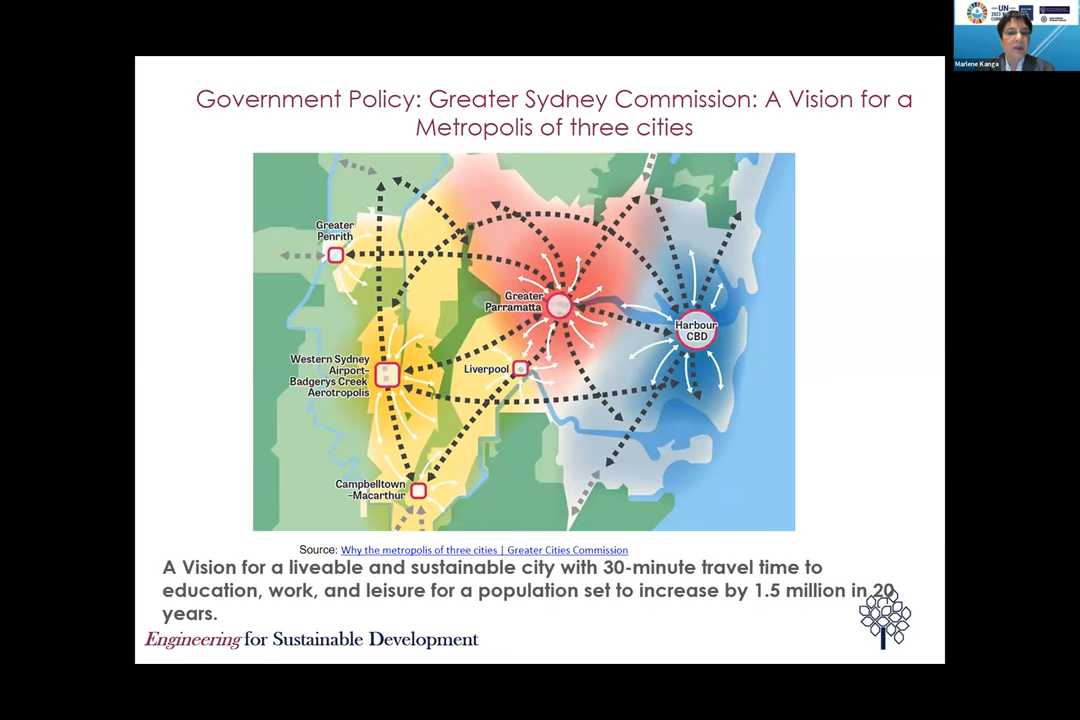 UN
Marlene Kanga
Government Policy: Greater Sydney Commission: A Vision for a
Metropolis of three cities
Greater
Penrith
Greater
Parramatta
Harbour
CBD
Western Sydney
Airport–
Badgerys Creek
Aerotropolis
Liverpool
Campbelltown
–Macarthur
Source: Why the metropolis of three cities | Greater Cities Commission
A Vision for a liveable and sustainable city with 30-minute travel time to
education, work, and leisure for a population set to increase by 1.5 million in 20
years.
Engineering for Sustainable Development